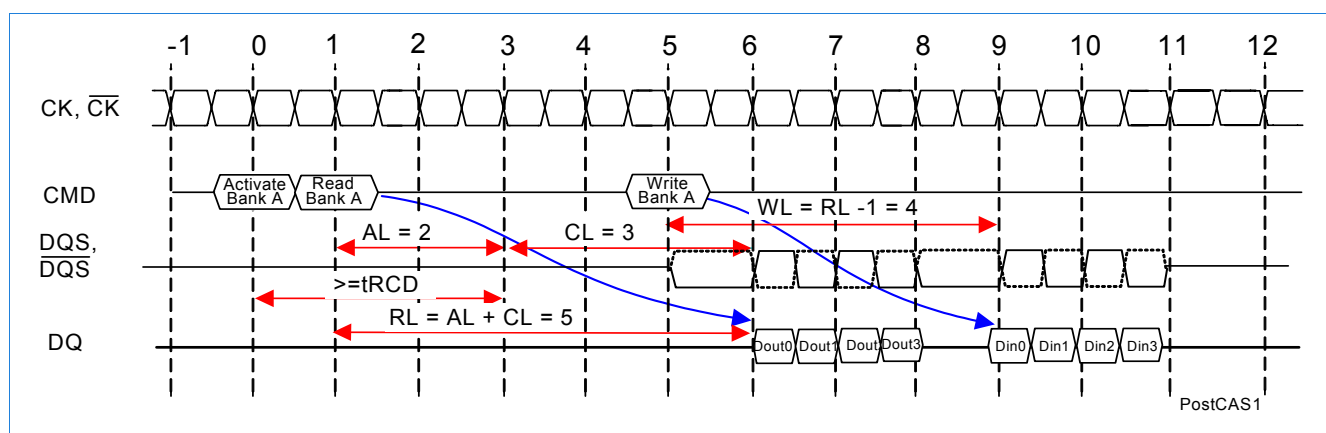 -1 0 1 2 3 4 5 6 7 8 9 10 11 12
CK, CK
CMD
Activate
Bank A
Read
Bank A
Write
Bank A
WL = RL -1 = 4
AL = 2
CL = 3
DQS,
DQS
>=tRCD
RL = AL + CL = 5
DQ
Dout0 Dout1 Dout2 Dout3
Din0 Din1 Din2 Din3
PostCAS1